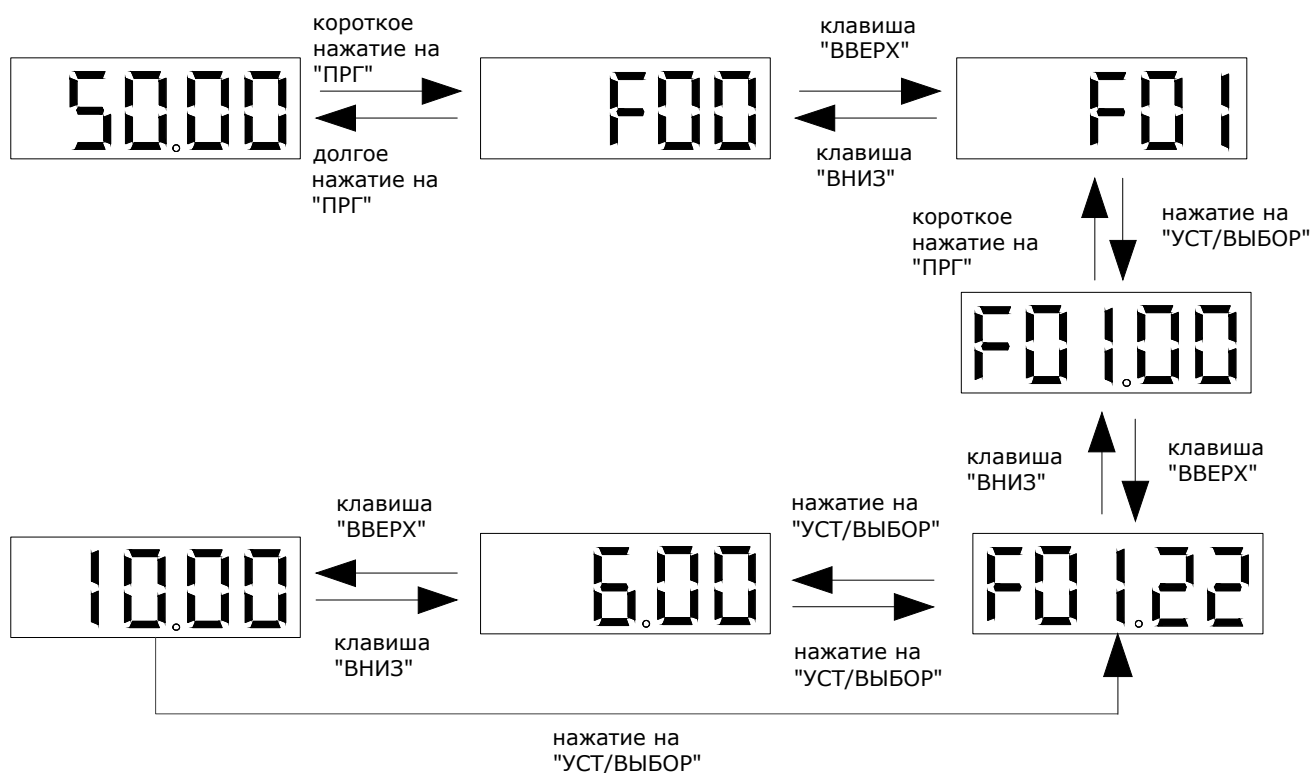 короткое
нажатие на
"ПРГ"
клавиша
"ВВЕРХ"
50.00
F00
F01
долгое
нажатие на
"ПРГ"
клавиша
"ВНИЗ"
короткое
нажатие на
"ПРГ"
нажатие на
"УСТ/ВЫБОР"
F01.00
клавиша
"ВНИЗ"
клавиша
"ВВЕРХ"
клавиша
"ВВЕРХ"
нажатие на
"УСТ/ВЫБОР"
10.00
6.00
F01.22
клавиша
"ВНИЗ"
нажатие на
"УСТ/ВЫБОР"
нажатие на
"УСТ/ВЫБОР"